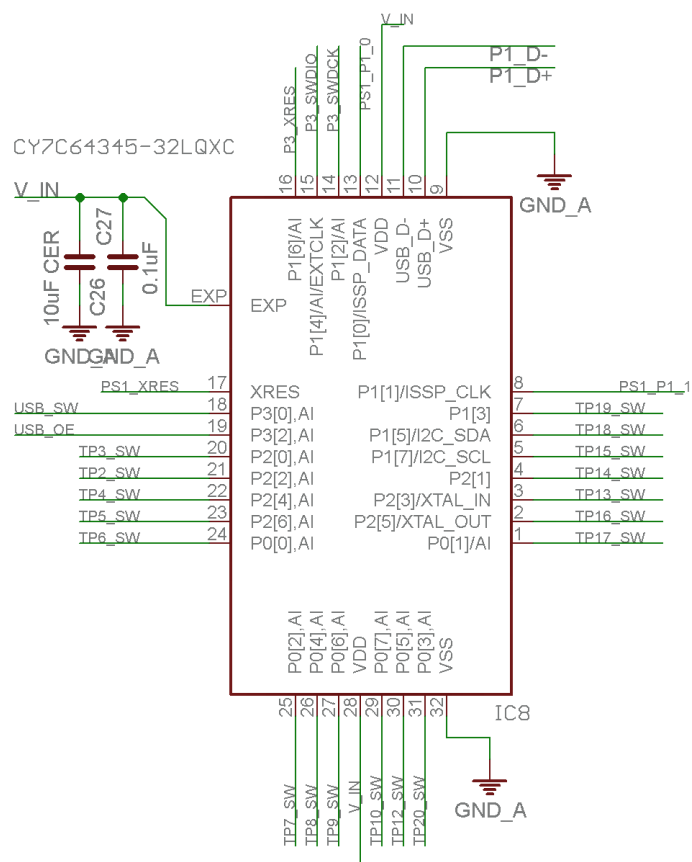 V_IN
P1_D-
P1_D+
P3_XRES
P3_SWDIO
P3_SWDCK
PS1_P1_0
CY7C64345-32LQXC
16
15
14
13
12
11
10
9
V_IN
GND_A
P1[6]/AI
P1[4]/AI/EXTCLK
P1[2]/AI
P1[0]/ISSP_DATA
VDD
USB_D-
USB_D+
VSS
10uF CER
C26
C27
0.1uF
EXP
EXP
GND_A
GND_A
PS1_XRES
17
XRES
P1[1]/ISSP_CLK
8
PS1_P1_1
USB_SW
18
P3[0],AI
P1[3]
7
TP19_SW
USB_OE
19
P3[2],AI
P1[5]/I2C_SDA
6
TP18_SW
TP3_SW
20
P2[0],AI
P1[7]/I2C_SCL
5
TP15_SW
TP2_SW
21
P2[2],AI
P2[1]
4
TP14_SW
TP4_SW
22
P2[4],AI
P2[3]/XTAL_IN
3
TP13_SW
TP5_SW
23
P2[6],AI
P2[5]/XTAL_OUT
2
TP16_SW
TP6_SW
24
P0[0],AI
P0[1]/AI
1
TP17_SW
P0[2],AI
P0[4],AI
P0[6],AI
VDD
P0[7],AI
P0[5],AI
P0[3],AI
VSS
25
26
27
28
29
30
31
32
IC8
TP7_SW
TP8_SW
TP9_SW
V_IN
TP10_SW
TP12_SW
TP20_SW
GND_A